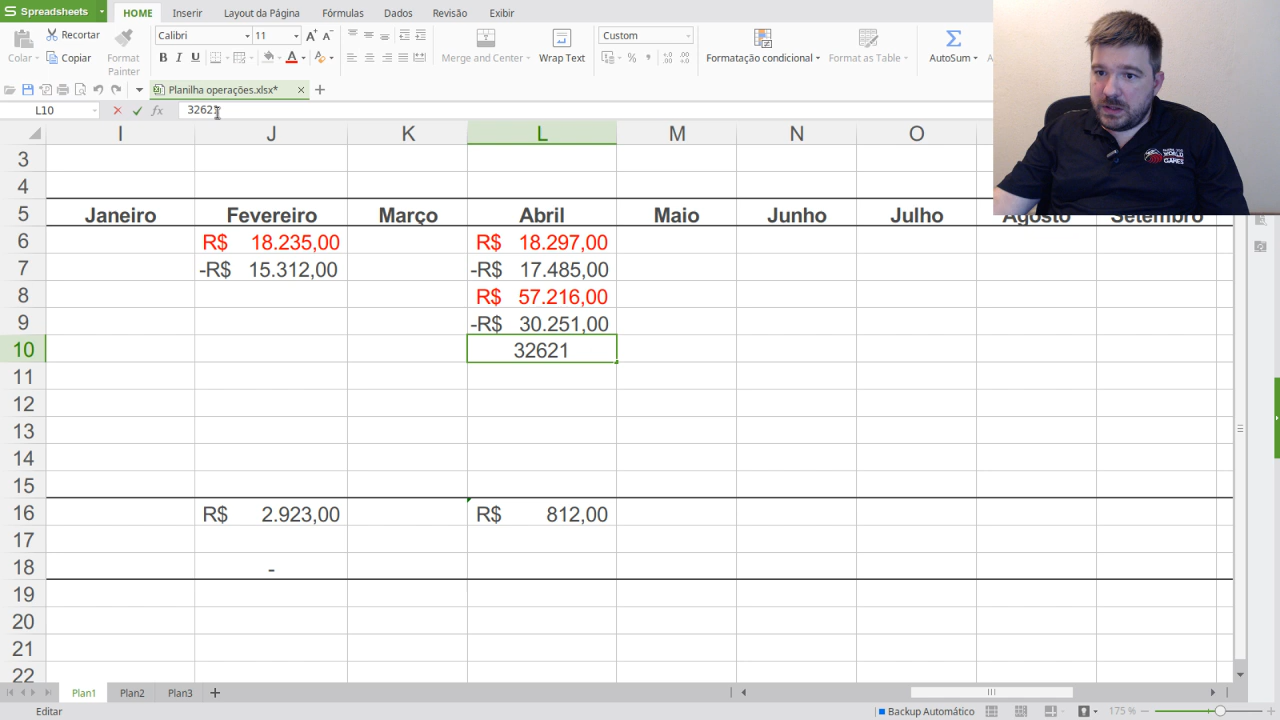 Spreadsheets HOME Inserir Layout da Página Fórmulas Dados Revisão Exibir
Recortar Calibri 11 Custom
Colar Copiar Format Painter B I U Merge and Center Wrap Text Formatação condicional Format as Table AutoSum
Planilha operações.xlsx*
L10 fx 32621
I J K L M N O
3
4
5 Janeiro Fevereiro Março Abril Maio Junho Julho Agosto Setembro
6 R$ 18.235,00 R$ 18.297,00
7 -R$ 15.312,00 -R$ 17.485,00
8 R$ 57.216,00
9 -R$ 30.251,00
10 32621
11
12
13
14
15
16 R$ 2.923,00 R$ 812,00
17
18 -
19
20
21
22
Plan1 Plan2 Plan3
Editar Backup Automático 175 %
WORLD
GAMES